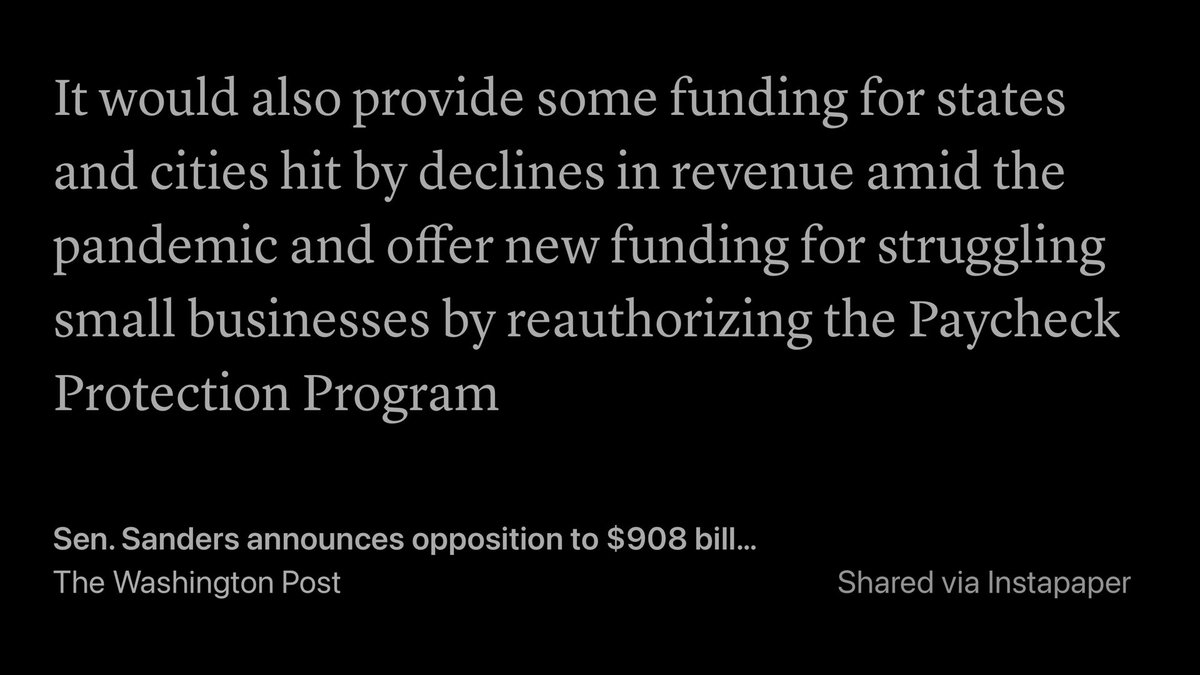 It would also provide some funding for states
and cities hit by declines in revenue amid the
pandemic and offer new funding for struggling
small businesses by reauthorizing the Paycheck
Protection Program
Sen. Sanders announces opposition to $908 bill...
The Washington Post
Shared via Instapaper